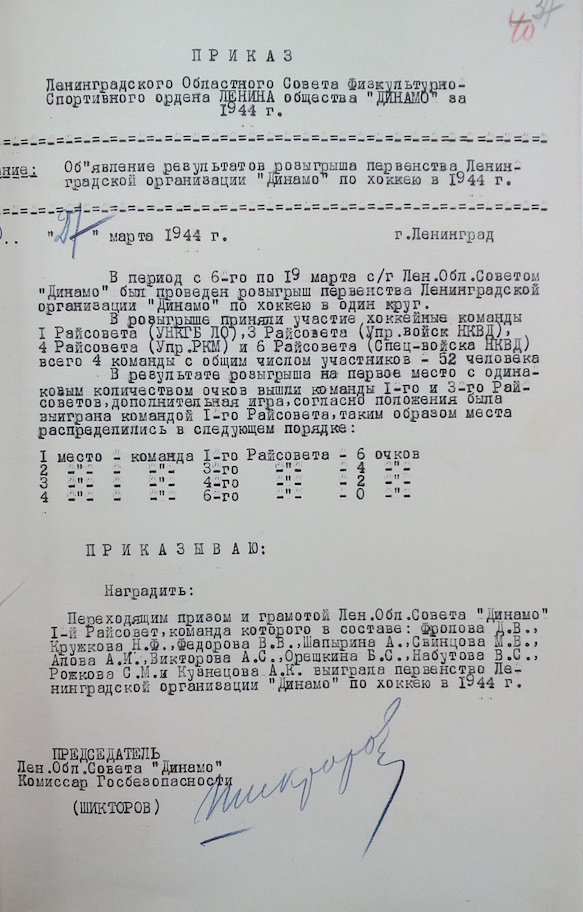 40 37
П Р И К А З
Ленинградского Областного Совета Физкультурно-
Спортивного ордена ЛЕНИНА общества "ДИНАМО" за
1944 г.
ние: Об"явление результатов розыгрыша первенства Ленин-
градской организации "Динамо" по хоккею в 1944 г.
"27" марта 1944 г. г.Ленинград
В период с 6-го по 19 марта с/г Лен.Обл.Советом
"Динамо" был проведен розыгрыш первенства Ленинградской
организации "Динамо" по хоккею в один круг.
В розыгрыше приняли участие хоккейные команды
I Райсовета (УНКГБ ЛО),3 Райсовета (Упр.войск НКВД),
4 Райсовета (Упр.РКМ) и 6 Райсовета (Спец-войска НКВД)
всего 4 команды с общим числом участников - 52 человека
В результате розыгрыша на первое место с одина-
ковым количеством очков вышли команды I-го и 3-го Рай-
советов,дополнительная игра,согласно положения была
выиграна командой I-го Райсовета,таким образом места
распределились в следующем порядке:
I место - команда I-го Райсовета - 6 очков
2 -"- - -"- 3-го -"- - 4 -"-
3 -"- - -"- 4-го -"- - 2 -"-
4 -"- - -"- 6-го -"- - 0 -"-
П Р И К А З Ы В А Ю:
Наградить:
Переходящим призом и грамотой Лен.Обл.Совета "Динамо"
I-й Райсовет,команда которого в составе: Фролова Д.В.,
Кружкова Н.Ф.,Федорова В.В.,Шапырина А.,Свинцова М.В.,
Алова А.И.,Викторова А.С.,Орешкина Б.С.,Набутова В.С.,
Рожкова С.М.и Кузнецова А.К. выиграла первенство Ле-
нинградской организации "Динамо" по хоккею в 1944 г.
ПРЕДСЕДАТЕЛЬ
Лен.Обл.Совета "Динамо"
Комиссар Госбезопасности
(ШИКТОРОВ)
Шикторов